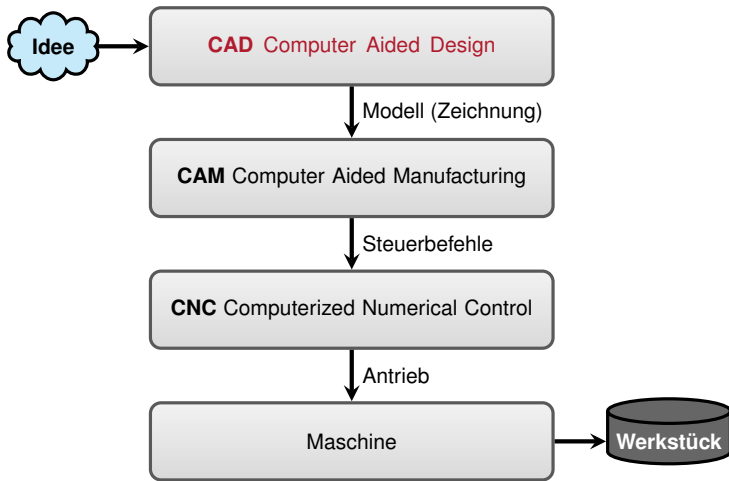 Idee
CAD Computer Aided Design
Modell (Zeichnung)
CAM Computer Aided Manufacturing
Steuerbefehle
CNC Computerized Numerical Control
Antrieb
Maschine
Werkstück